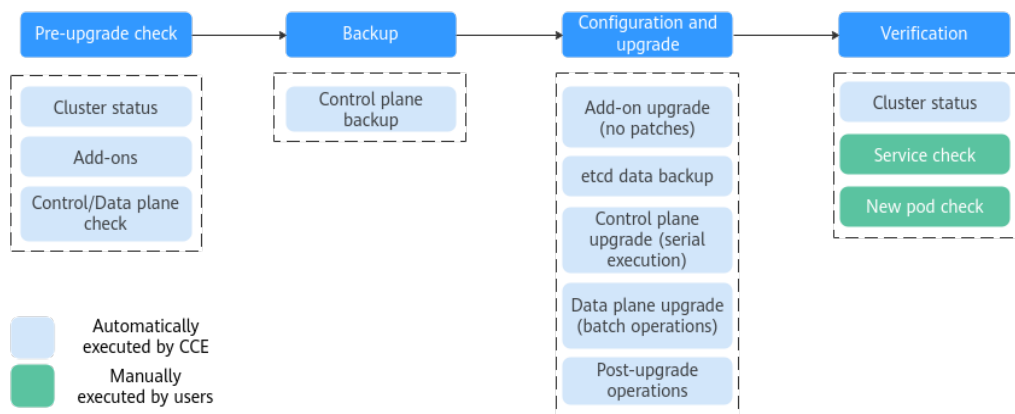 Pre-upgrade check
Backup
Configuration and
upgrade
Verification
Cluster status
Add-ons
Control/Data plane
check
Control plane
backup
Add-on upgrade
(no patches)
etcd data backup
Control plane
upgrade (serial
execution)
Data plane upgrade
(batch operations)
Post-upgrade
operations
Cluster status
Service check
New pod check
Automatically
executed by CCE
Manually
executed by users